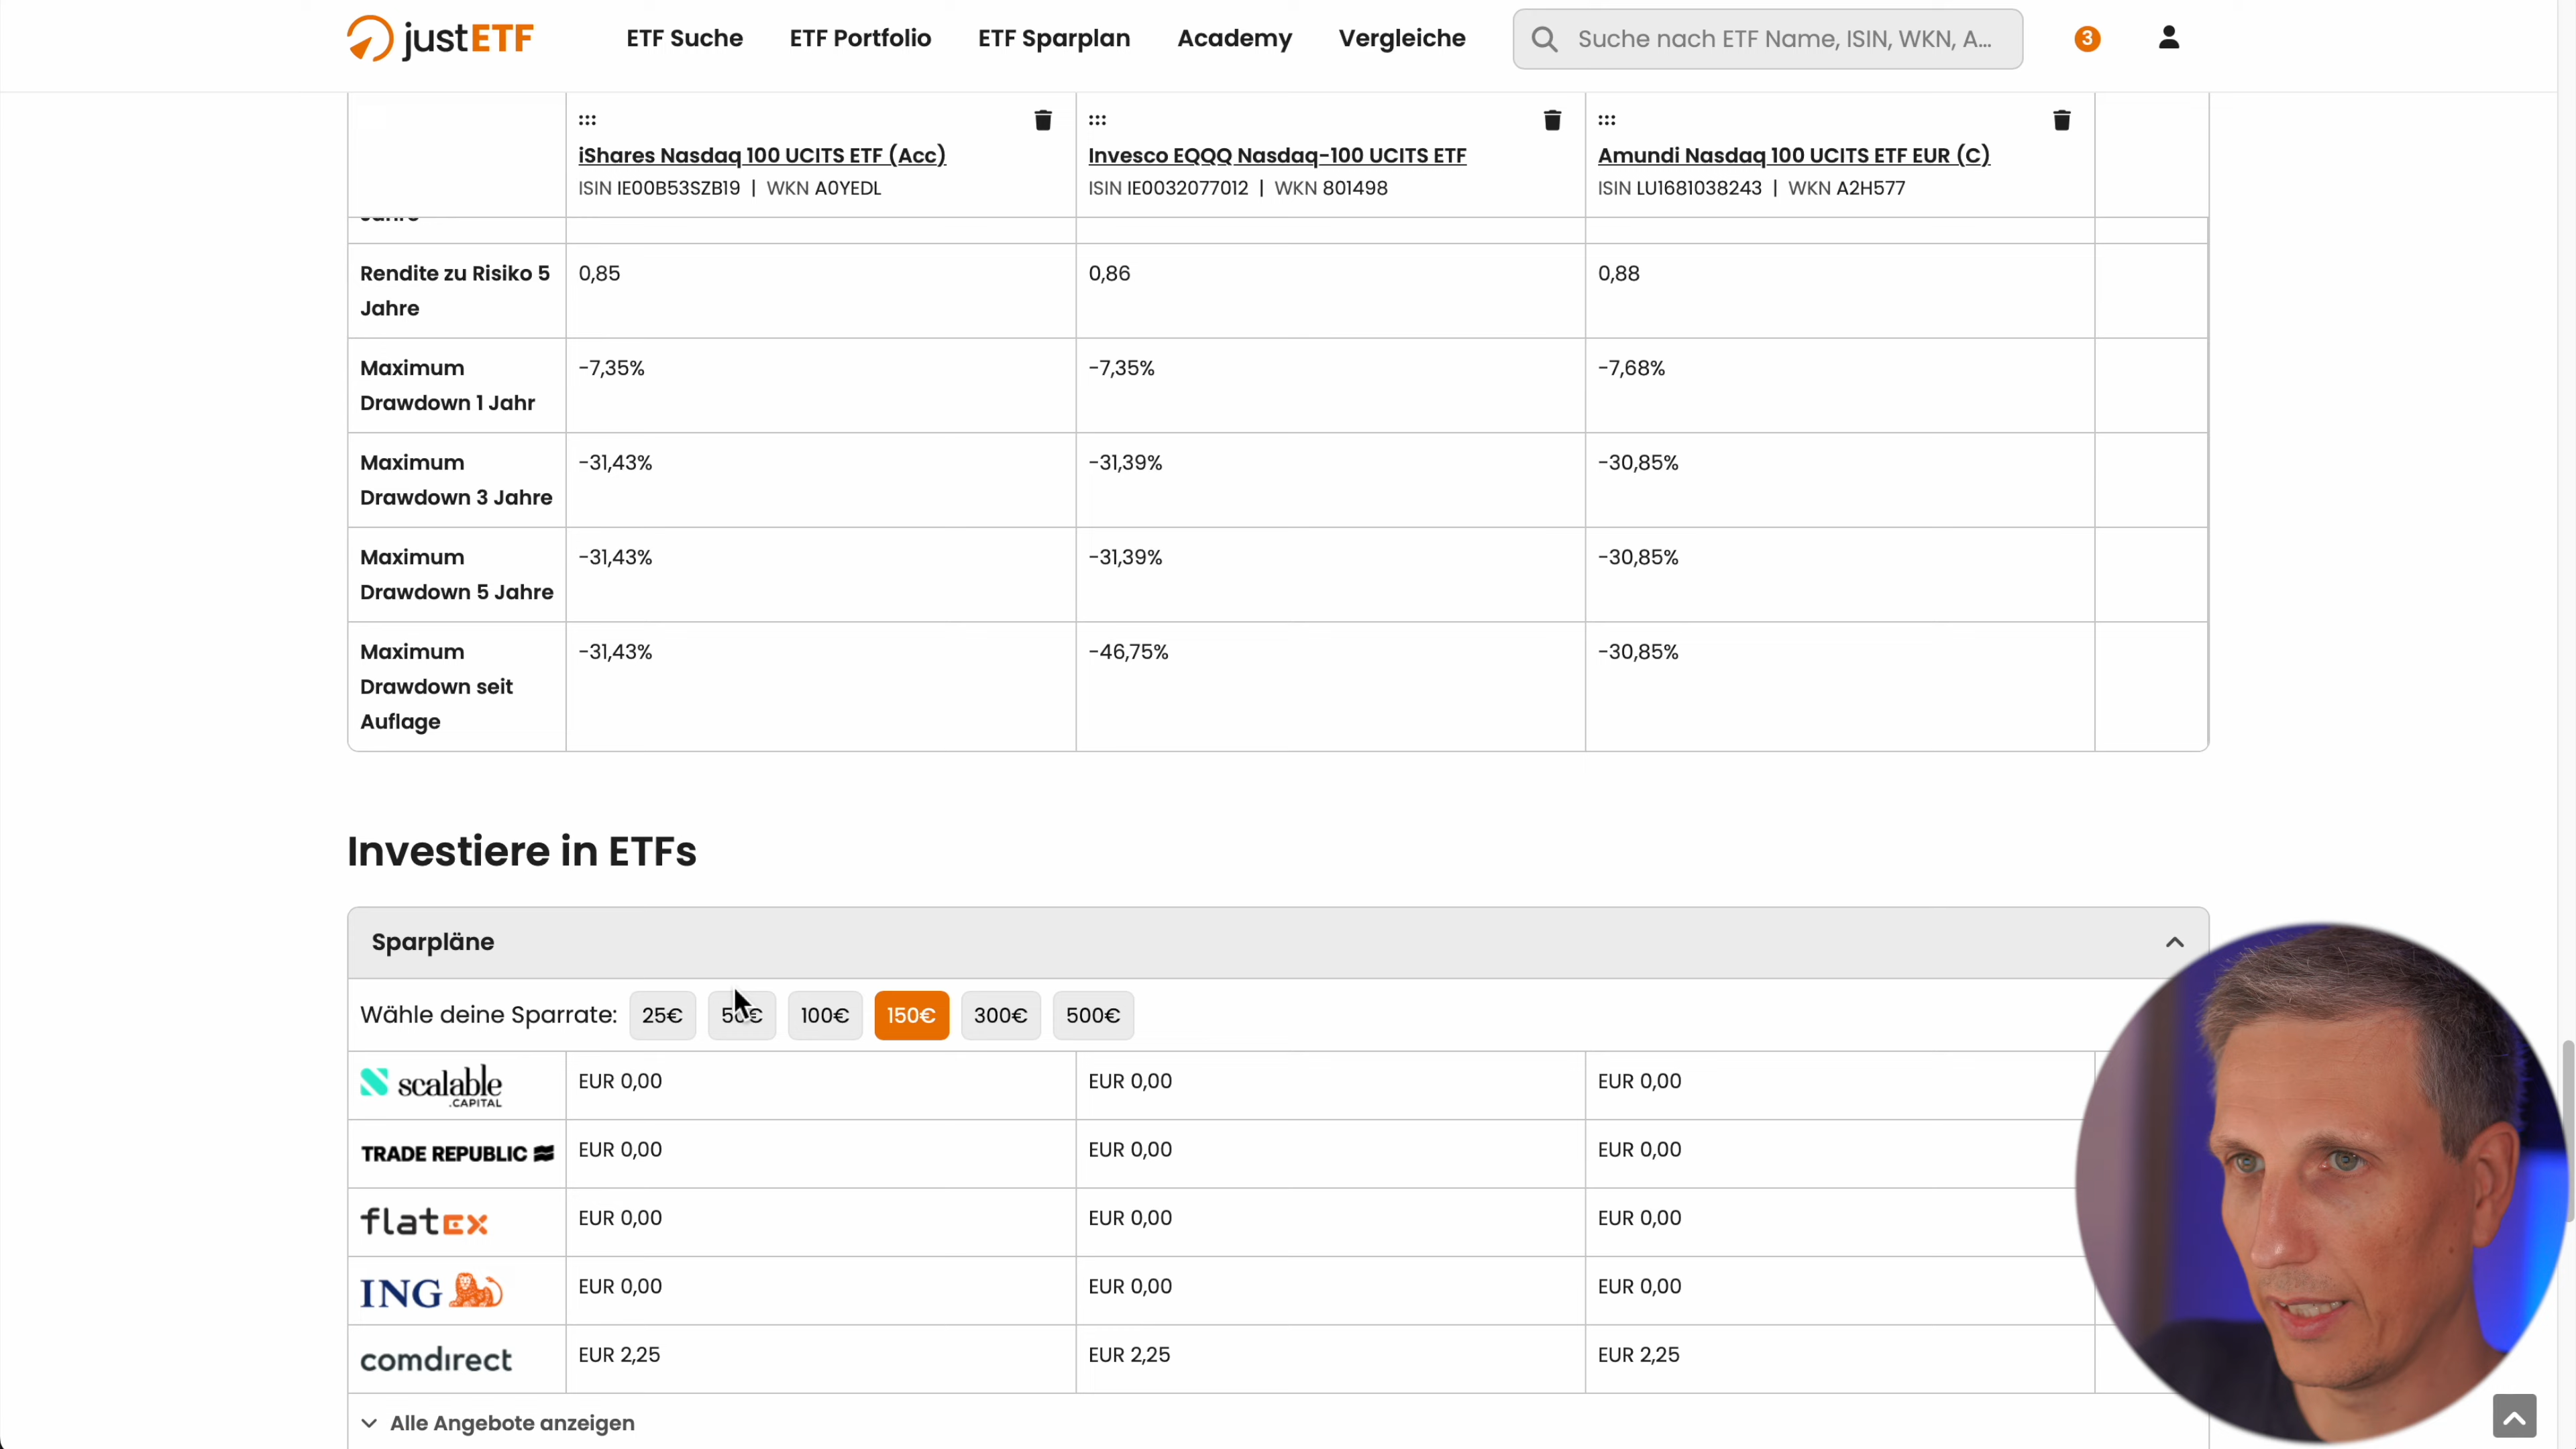 justETF
ETF Suche
ETF Portfolio
ETF Sparplan
Academy
Vergleiche
Suche nach ETF Name, ISIN, WKN, A...
3
iShares Nasdaq 100 UCITS ETF (Acc)
ISIN IE00B53SZB19 | WKN A0YEDL
Invesco EQQQ Nasdaq-100 UCITS ETF
ISIN IE0032077012 | WKN 801498
Amundi Nasdaq 100 UCITS ETF EUR (C)
ISIN LU1681038243 | WKN A2H577
Jahre
Rendite zu Risiko 5
Jahre
0,85
0,86
0,88
Maximum
Drawdown 1 Jahr
-7,35%
-7,35%
-7,68%
Maximum
Drawdown 3 Jahre
-31,43%
-31,39%
-30,85%
Maximum
Drawdown 5 Jahre
-31,43%
-31,39%
-30,85%
Maximum
Drawdown seit
Auflage
-31,43%
-46,75%
-30,85%
Investiere in ETFs
Sparpläne
Wähle deine Sparrate: 25€ 50€ 100€ 150€ 300€ 500€
scalable
.CAPITAL
EUR 0,00
EUR 0,00
EUR 0,00
TRADE REPUBLIC
EUR 0,00
EUR 0,00
EUR 0,00
flatex
EUR 0,00
EUR 0,00
EUR 0,00
ING
EUR 0,00
EUR 0,00
EUR 0,00
comdirect
EUR 2,25
EUR 2,25
EUR 2,25
Alle Angebote anzeigen